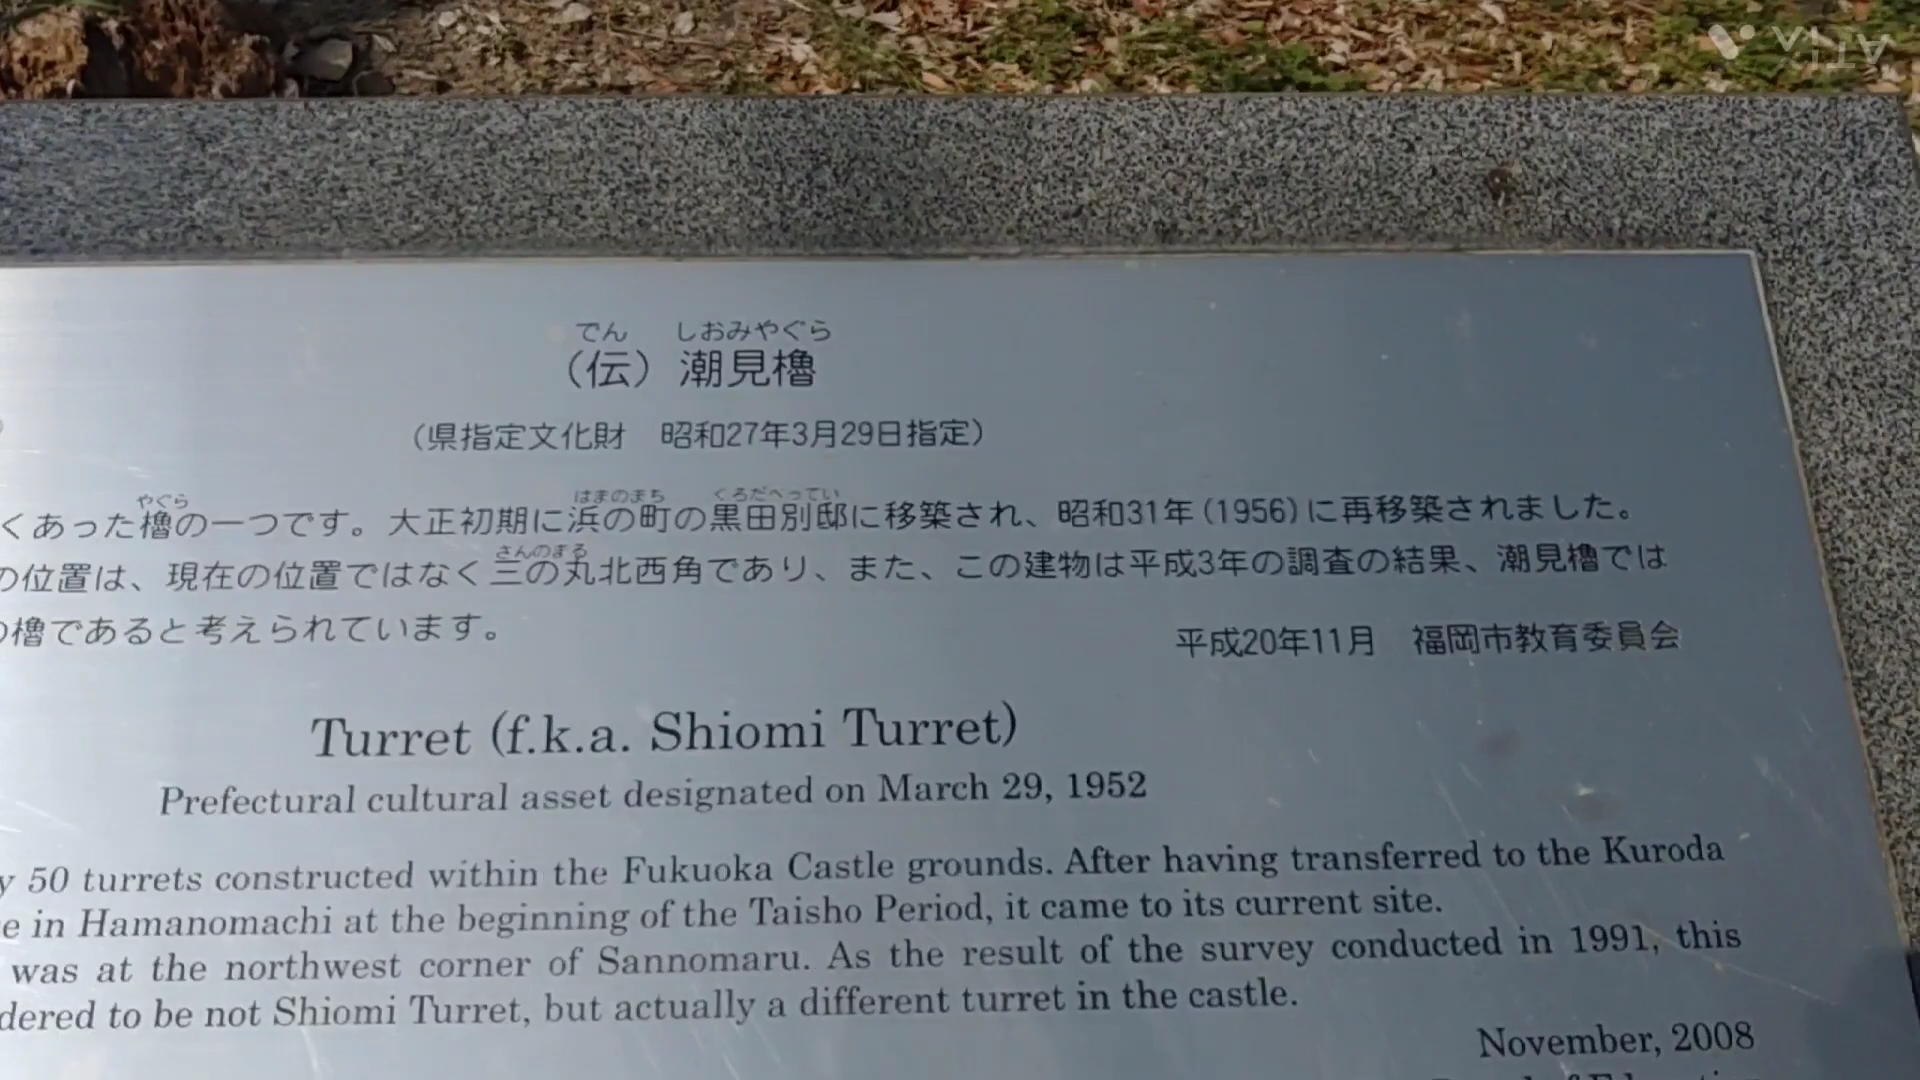 VITA
でん しおみやぐら
（伝）潮見櫓
（県指定文化財　昭和27年3月29日指定）
やぐら はまのまち くろだべってい
くあった櫓の一つです。大正初期に浜の町の黒田別邸に移築され、昭和31年(1956)に再移築されました。
さんのまる
の位置は、現在の位置ではなく三の丸北西角であり、また、この建物は平成3年の調査の結果、潮見櫓では
の櫓であると考えられています。
平成20年11月　福岡市教育委員会
Turret (f.k.a. Shiomi Turret)
Prefectural cultural asset designated on March 29, 1952
y 50 turrets constructed within the Fukuoka Castle grounds. After having transferred to the Kuroda
e in Hamanomachi at the beginning of the Taisho Period, it came to its current site.
was at the northwest corner of Sannomaru. As the result of the survey conducted in 1991, this
dered to be not Shiomi Turret, but actually a different turret in the castle.
November, 2008